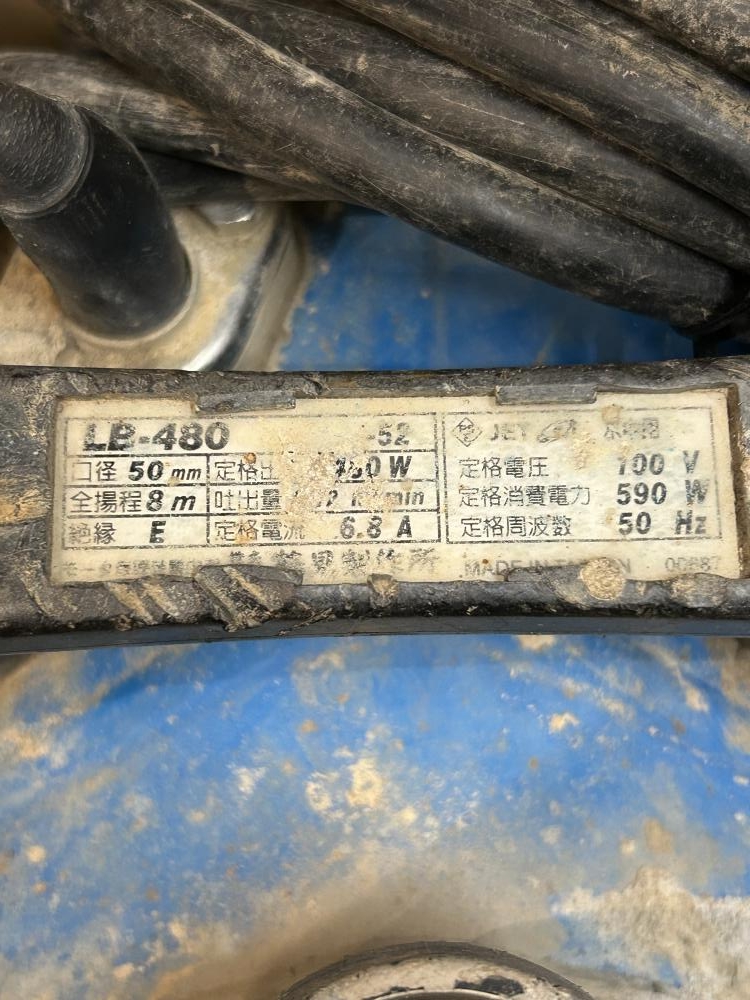 LB-480 -52
口径 50 mm 定格出 W
全揚程 8 m 吐出量 min
絶縁 E 定格電流 6.8 A
製作所
JET
定格電圧 100 V
定格消費電力 590 W
定格周波数 50 Hz
MADE IN